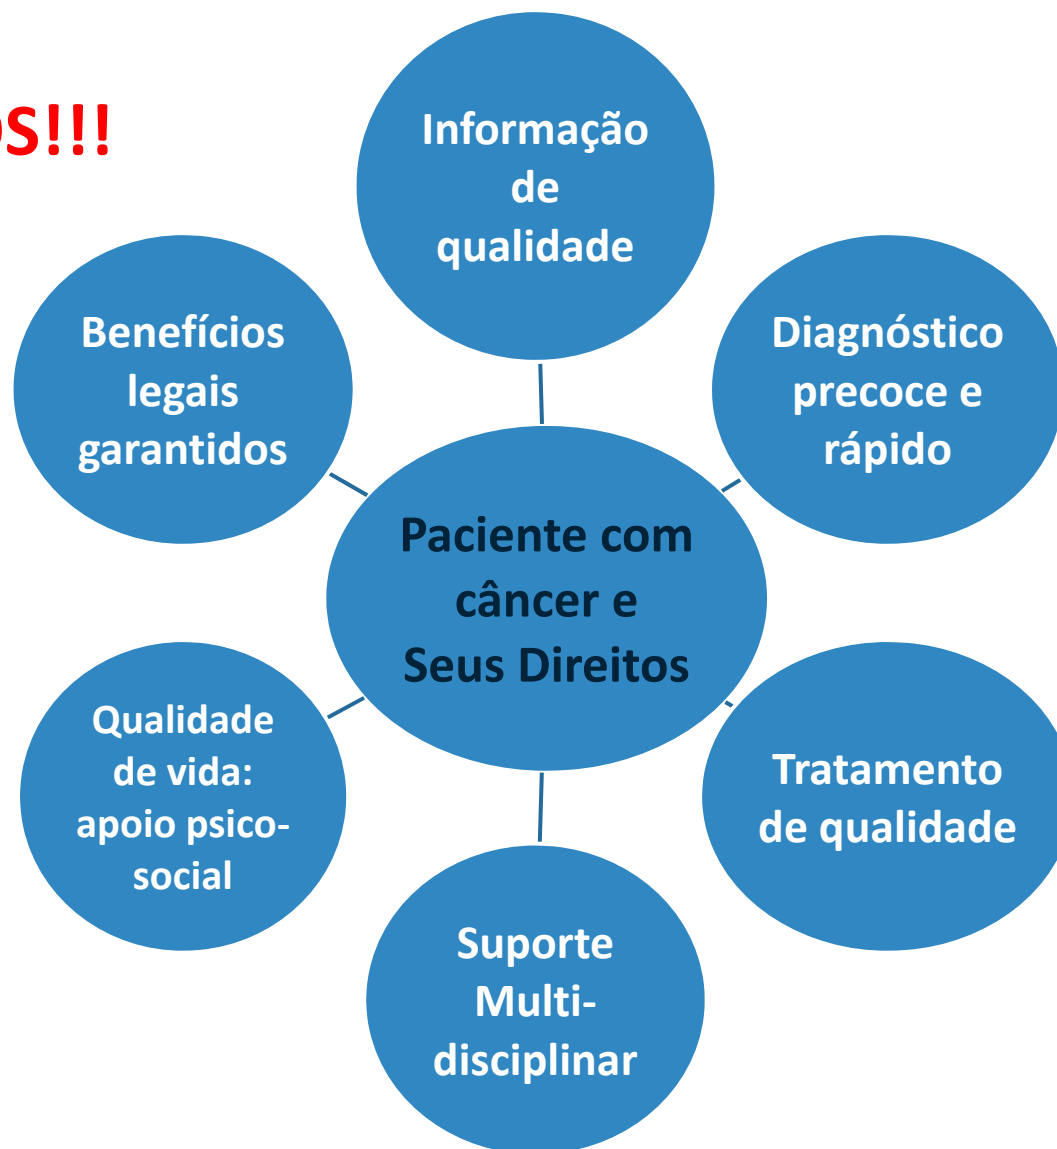 OS!!!
Informação
de
qualidade
Diagnóstico
precoce e
rápido
Tratamento
de qualidade
Suporte
Multi-
disciplinar
Qualidade
de vida:
apoio psico-
social
Benefícios
legais
garantidos
Paciente com
câncer e
Seus Direitos